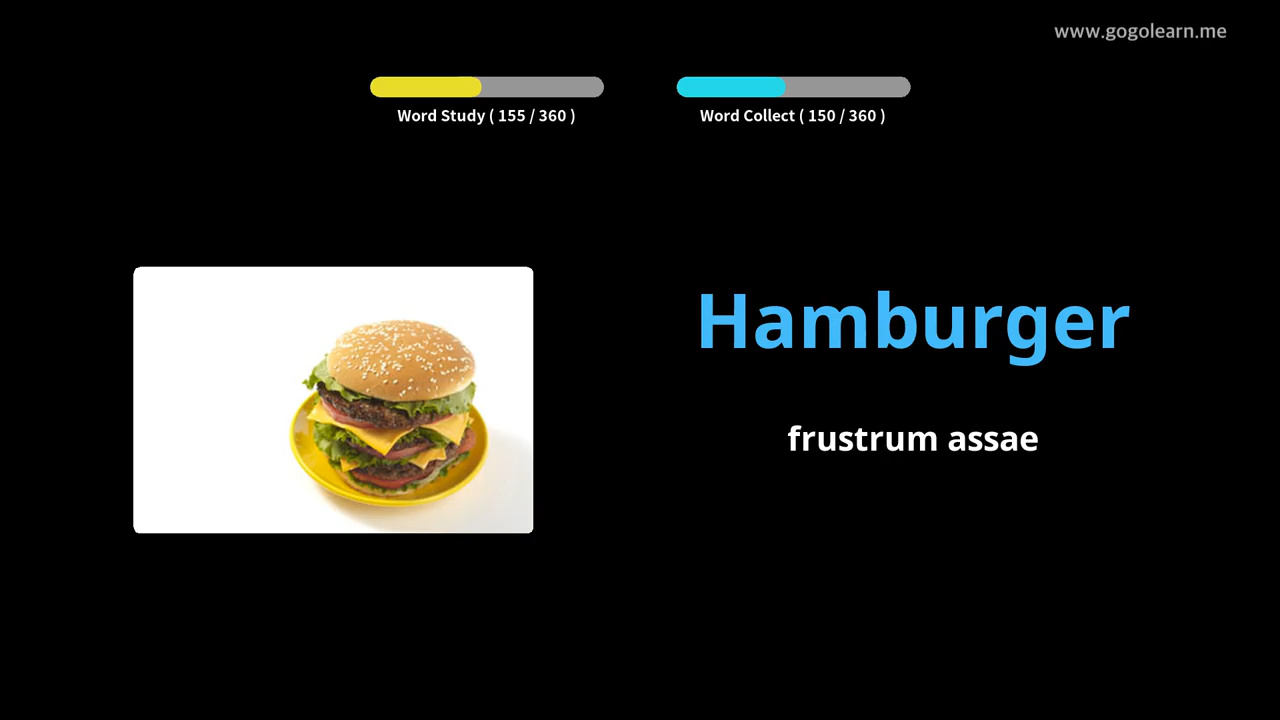 www.gogolearn.me
Word Study ( 155 / 360 )
Word Collect ( 150 / 360 )
Hamburger
frustrum assae